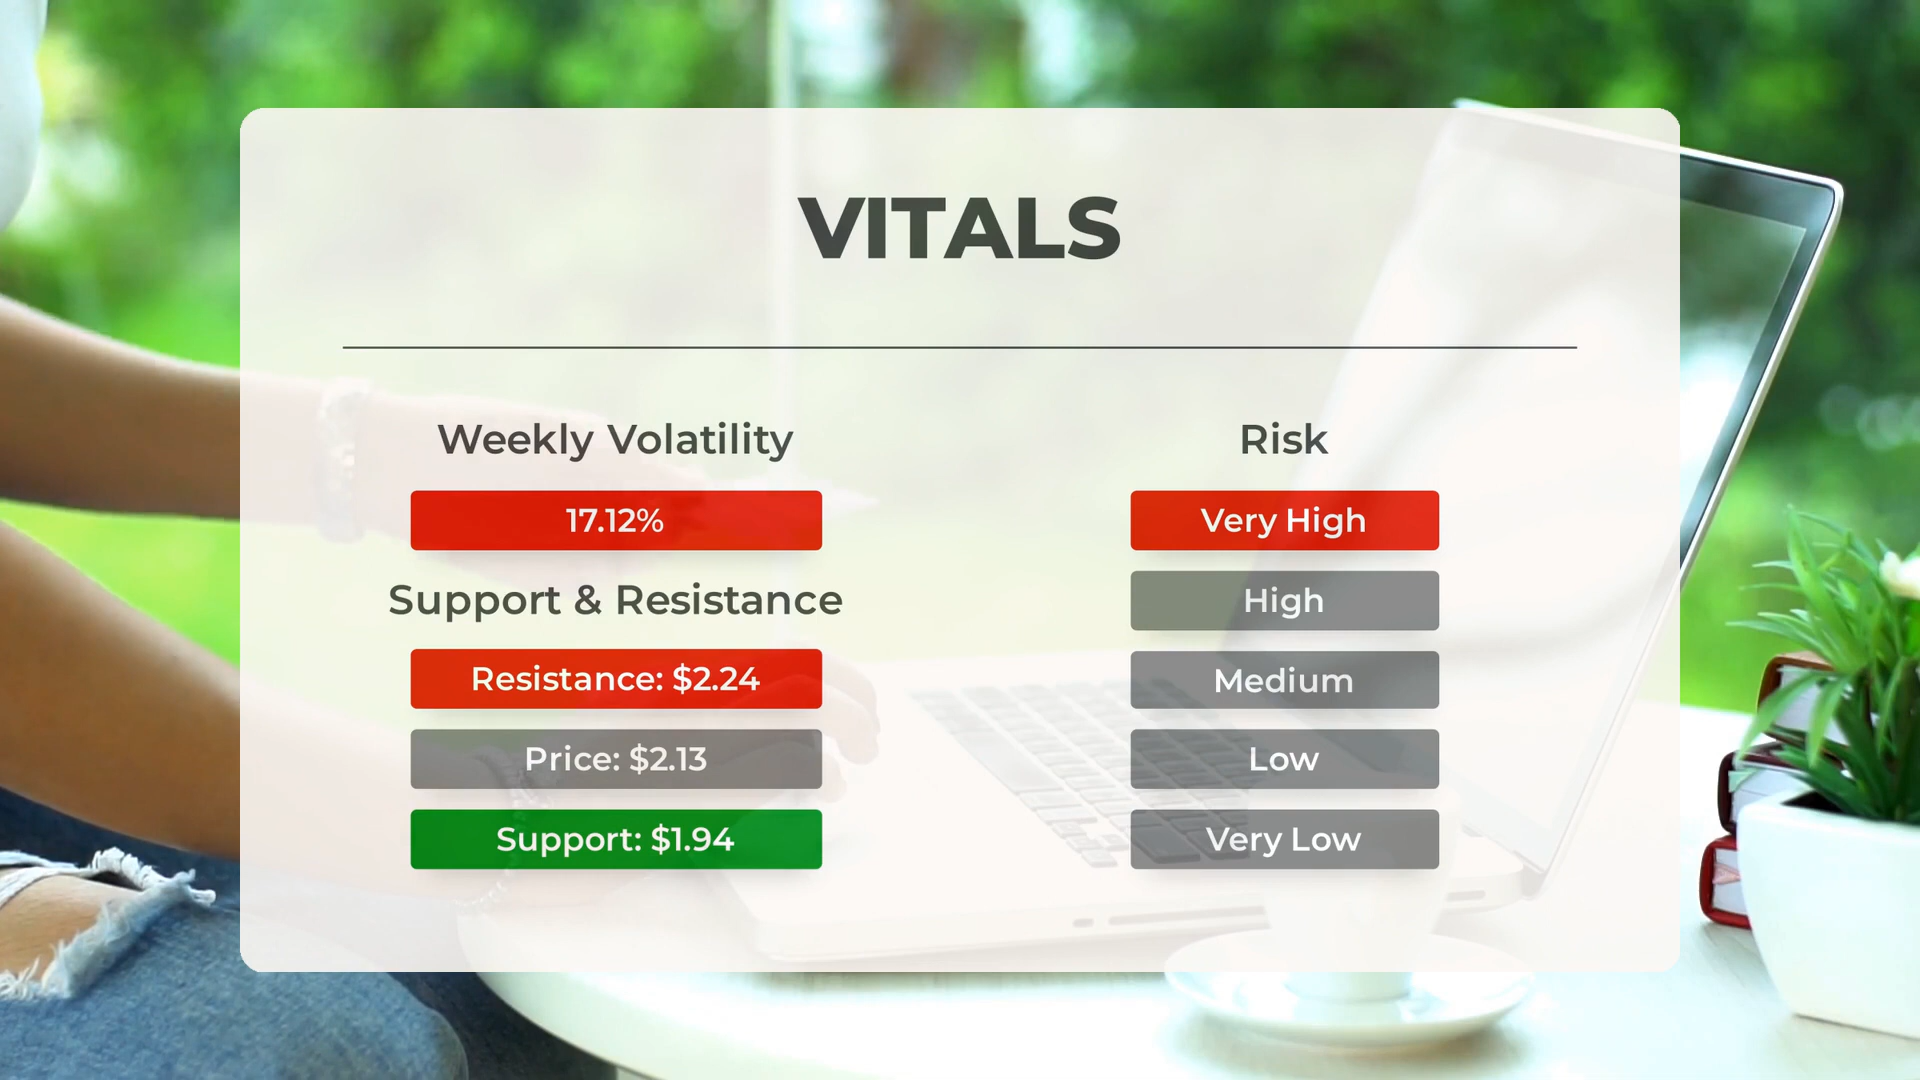 VITALS
Weekly Volatility
17.12%
Support & Resistance
Resistance: $2.24
Price: $2.13
Support: $1.94
Risk
Very High
High
Medium
Low
Very Low